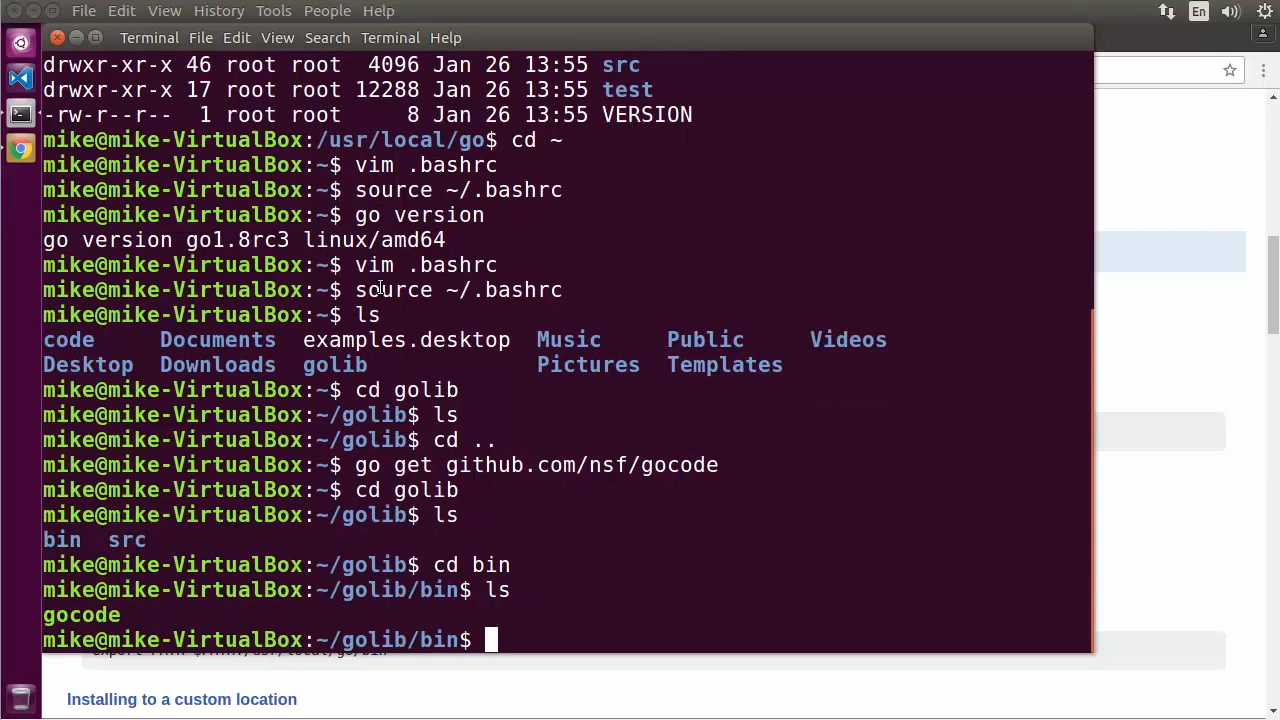 File Edit View History Tools People Help
En
Terminal File Edit View Search Terminal Help
drwxr-xr-x 46 root root  4096 Jan 26 13:55 src
drwxr-xr-x 17 root root 12288 Jan 26 13:55 test
-rw-r--r--  1 root root     8 Jan 26 13:55 VERSION
mike@mike-VirtualBox:/usr/local/go$ cd ~
mike@mike-VirtualBox:~$ vim .bashrc
mike@mike-VirtualBox:~$ source ~/.bashrc
mike@mike-VirtualBox:~$ go version
go version go1.8rc3 linux/amd64
mike@mike-VirtualBox:~$ vim .bashrc
mike@mike-VirtualBox:~$ source ~/.bashrc
mike@mike-VirtualBox:~$ ls
code     Documents  examples.desktop  Music     Public     Videos
Desktop  Downloads  golib             Pictures  Templates
mike@mike-VirtualBox:~$ cd golib
mike@mike-VirtualBox:~/golib$ ls
mike@mike-VirtualBox:~/golib$ cd ..
mike@mike-VirtualBox:~$ go get github.com/nsf/gocode
mike@mike-VirtualBox:~$ cd golib
mike@mike-VirtualBox:~/golib$ ls
bin  src
mike@mike-VirtualBox:~/golib$ cd bin
mike@mike-VirtualBox:~/golib/bin$ ls
gocode
mike@mike-VirtualBox:~/golib/bin$
Installing to a custom location